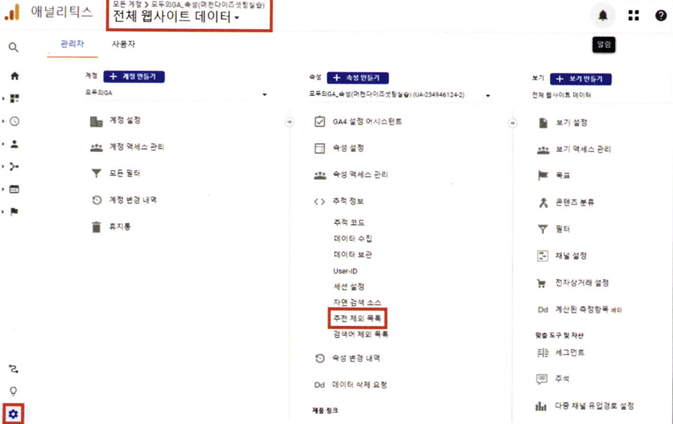 애널리틱스
모든 계정 > 모두의GA_속성(머천다이즈셋팅실습)
전체 웹사이트 데이터
알림
관리자
사용자
계정
+ 계정 만들기
모두의GA
계정 설정
계정 액세스 관리
모든 필터
계정 변경 내역
휴지통
속성
+ 속성 만들기
모두의GA_속성(머천다이즈셋팅실습) (UA-234946124-2)
GA4 설정 어시스턴트
속성 설정
속성 액세스 관리
<> 추적 정보
추적 코드
데이터 수집
데이터 보관
User-ID
세션 설정
자연 검색 소스
추천 제외 목록
검색어 제외 목록
속성 변경 내역
Dd 데이터 삭제 요청
제품 링크
보기
+ 보기 만들기
전체 웹사이트 데이터
보기 설정
보기 액세스 관리
목표
콘텐츠 분류
필터
채널 설정
전자상거래 설정
Dd 계산된 측정항목 베타
맞춤 도구 및 자산
세그먼트
주석
다중 채널 유입경로 설정